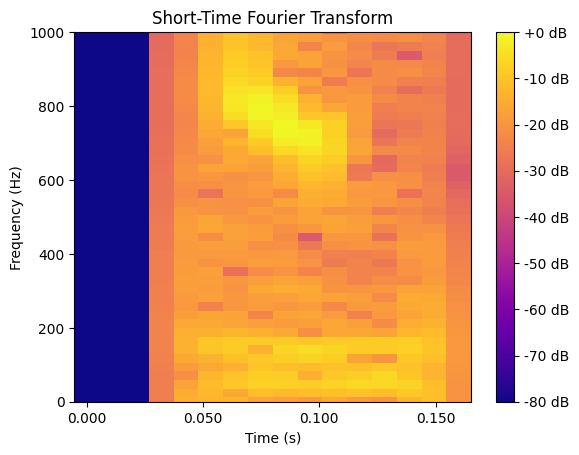 Short-Time Fourier Transform
1000
800
600
400
200
0
Frequency (Hz)
0.000
0.050
0.100
0.150
Time (s)
+0 dB
-10 dB
-20 dB
-30 dB
-40 dB
-50 dB
-60 dB
-70 dB
-80 dB